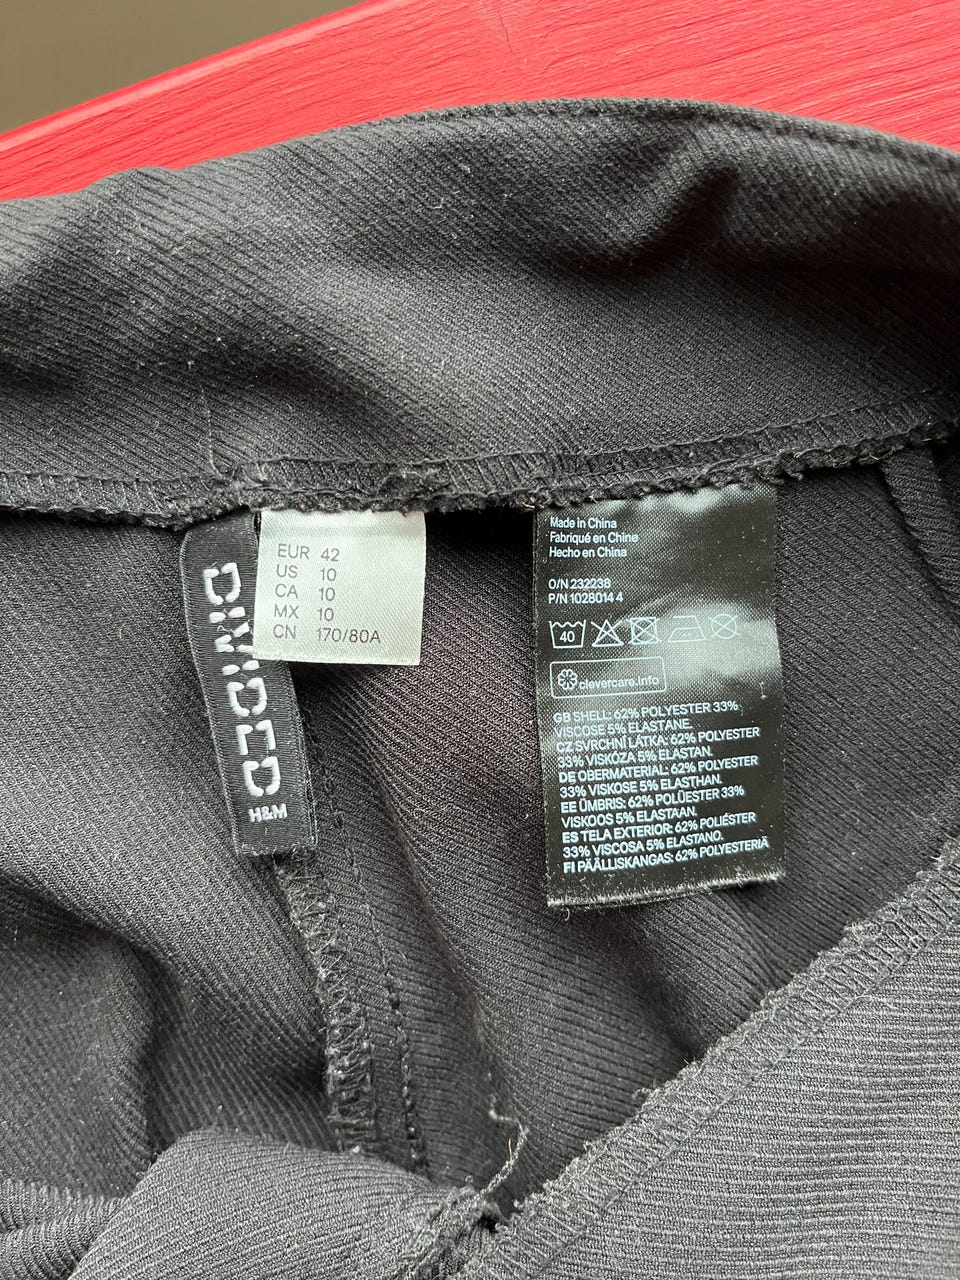 DIVIDED
H&M
EUR 42
US 10
CA 10
MX 10
CN 170/80A
Made in China
Fabriqué en Chine
Hecho en China
O/N 232238
P/N 1028014 4
40
clevercare.info
GB SHELL: 62% POLYESTER 33%
VISCOSE 5% ELASTANE.
CZ SVRCHNÍ LÁTKA: 62% POLYESTER
33% VISKÓZA 5% ELASTAN.
DE OBERMATERIAL: 62% POLYESTER
33% VISKOSE 5% ELASTHAN.
EE ÜMBRIS: 62% POLÜESTER 33%
VISKOOS 5% ELASTAAN.
ES TELA EXTERIOR: 62% POLIÉSTER
33% VISCOSA 5% ELASTANO.
FI PÄÄLLISKANGAS: 62% POLYESTERIÄ